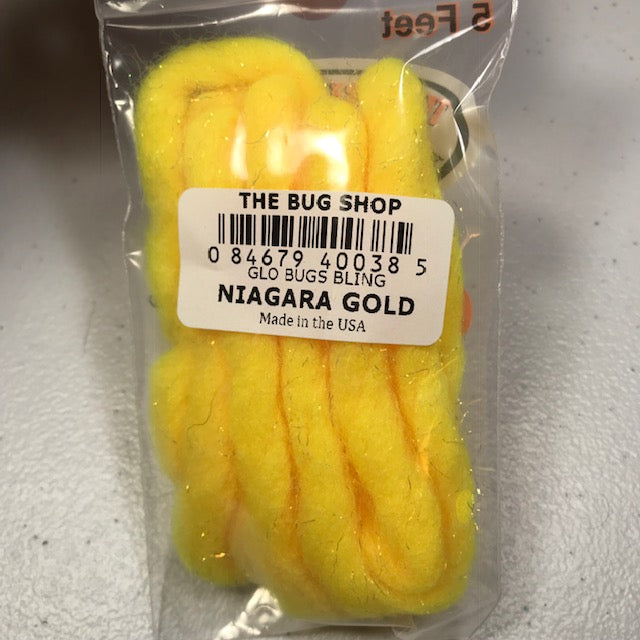 5 Feet
THE BUG SHOP
0 84679 40038 5
GLO BUGS BLING
NIAGARA GOLD
Made in the USA